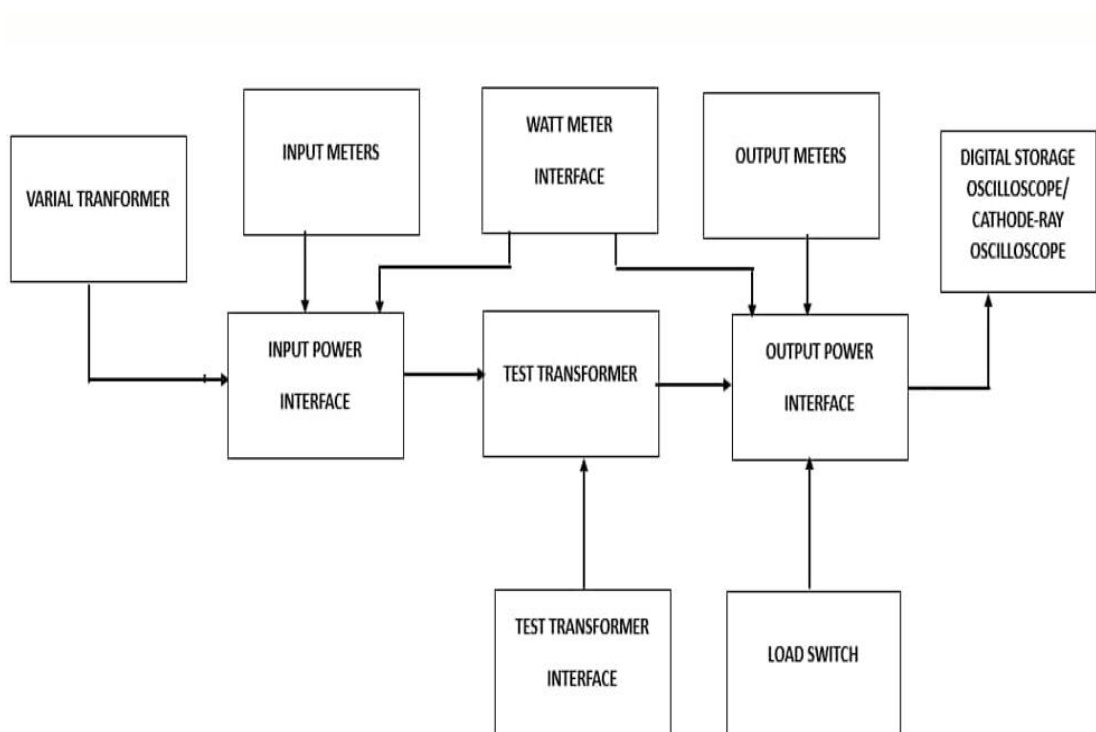 VARIAL TRANFORMER
INPUT METERS
WATT METER
INTERFACE
OUTPUT METERS
DIGITAL STORAGE
OSCILLOSCOPE/
CATHODE-RAY
OSCILLOSCOPE
INPUT POWER
INTERFACE
TEST TRANSFORMER
OUTPUT POWER
INTERFACE
TEST TRANSFORMER
INTERFACE
LOAD SWITCH